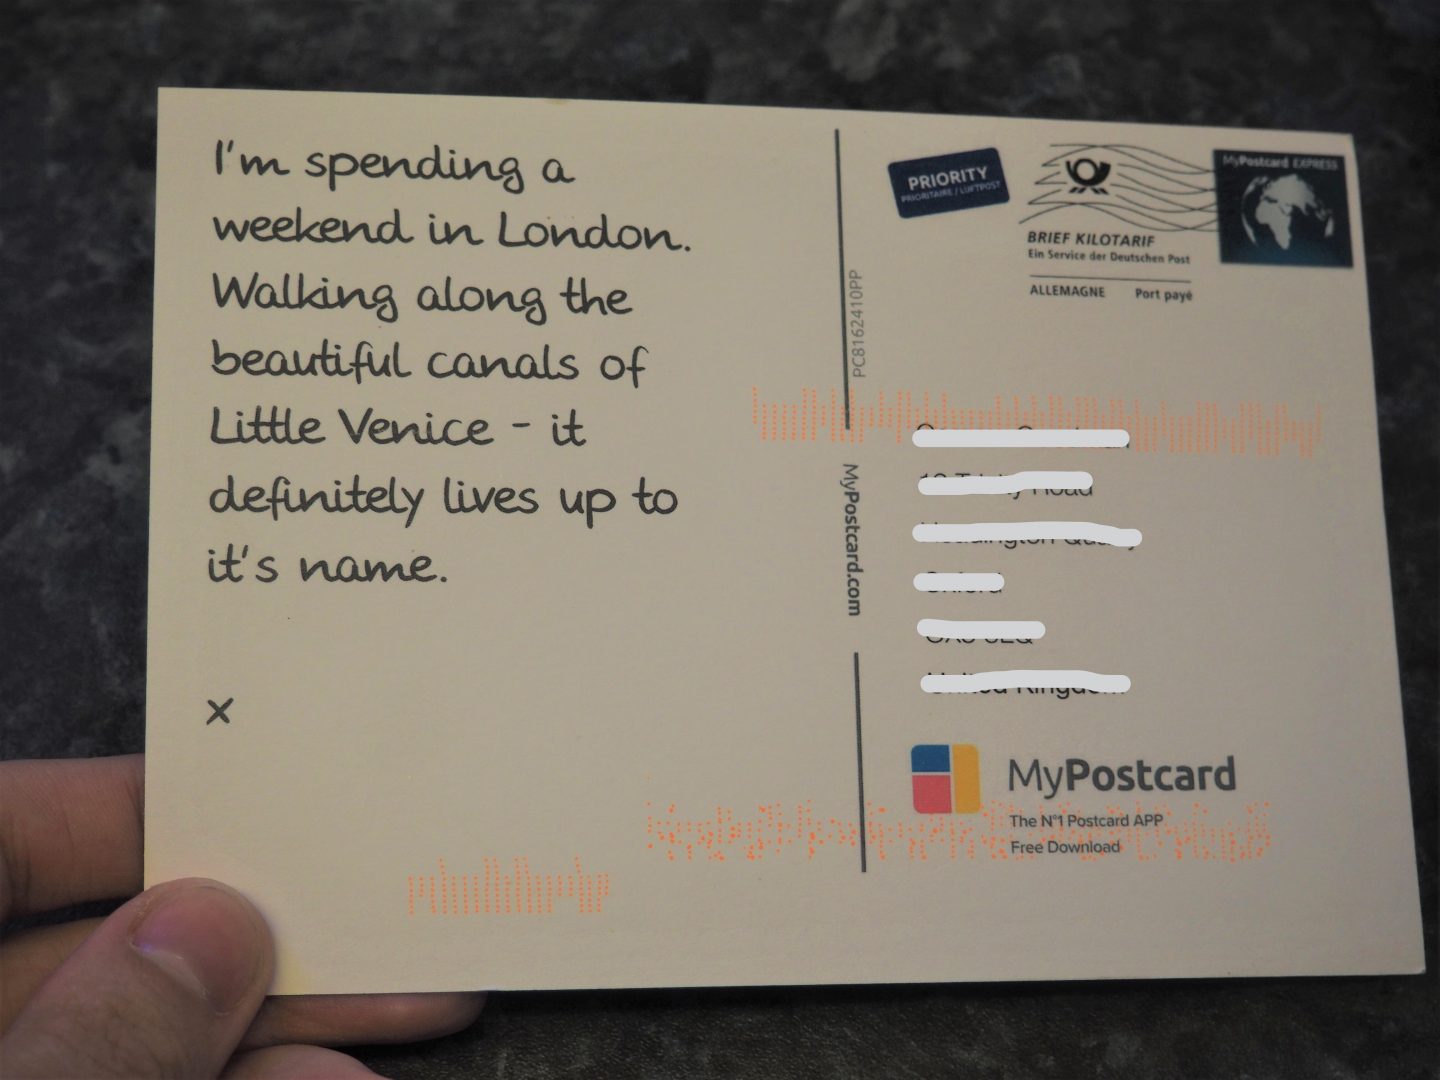 I'm spending a
weekend in London.
Walking along the
beautiful canals of
Little Venice - it
definitely lives up to
it's name.
x
PC8162410PP
MyPostcard.com
PRIORITY
PRIORITAIRE / LUFTPOST
BRIEF KILOTARIF
Ein Service der Deutschen Post
ALLEMAGNE Port payé
MyPostcard EXPRESS
MyPostcard
The N°1 Postcard APP
Free Download